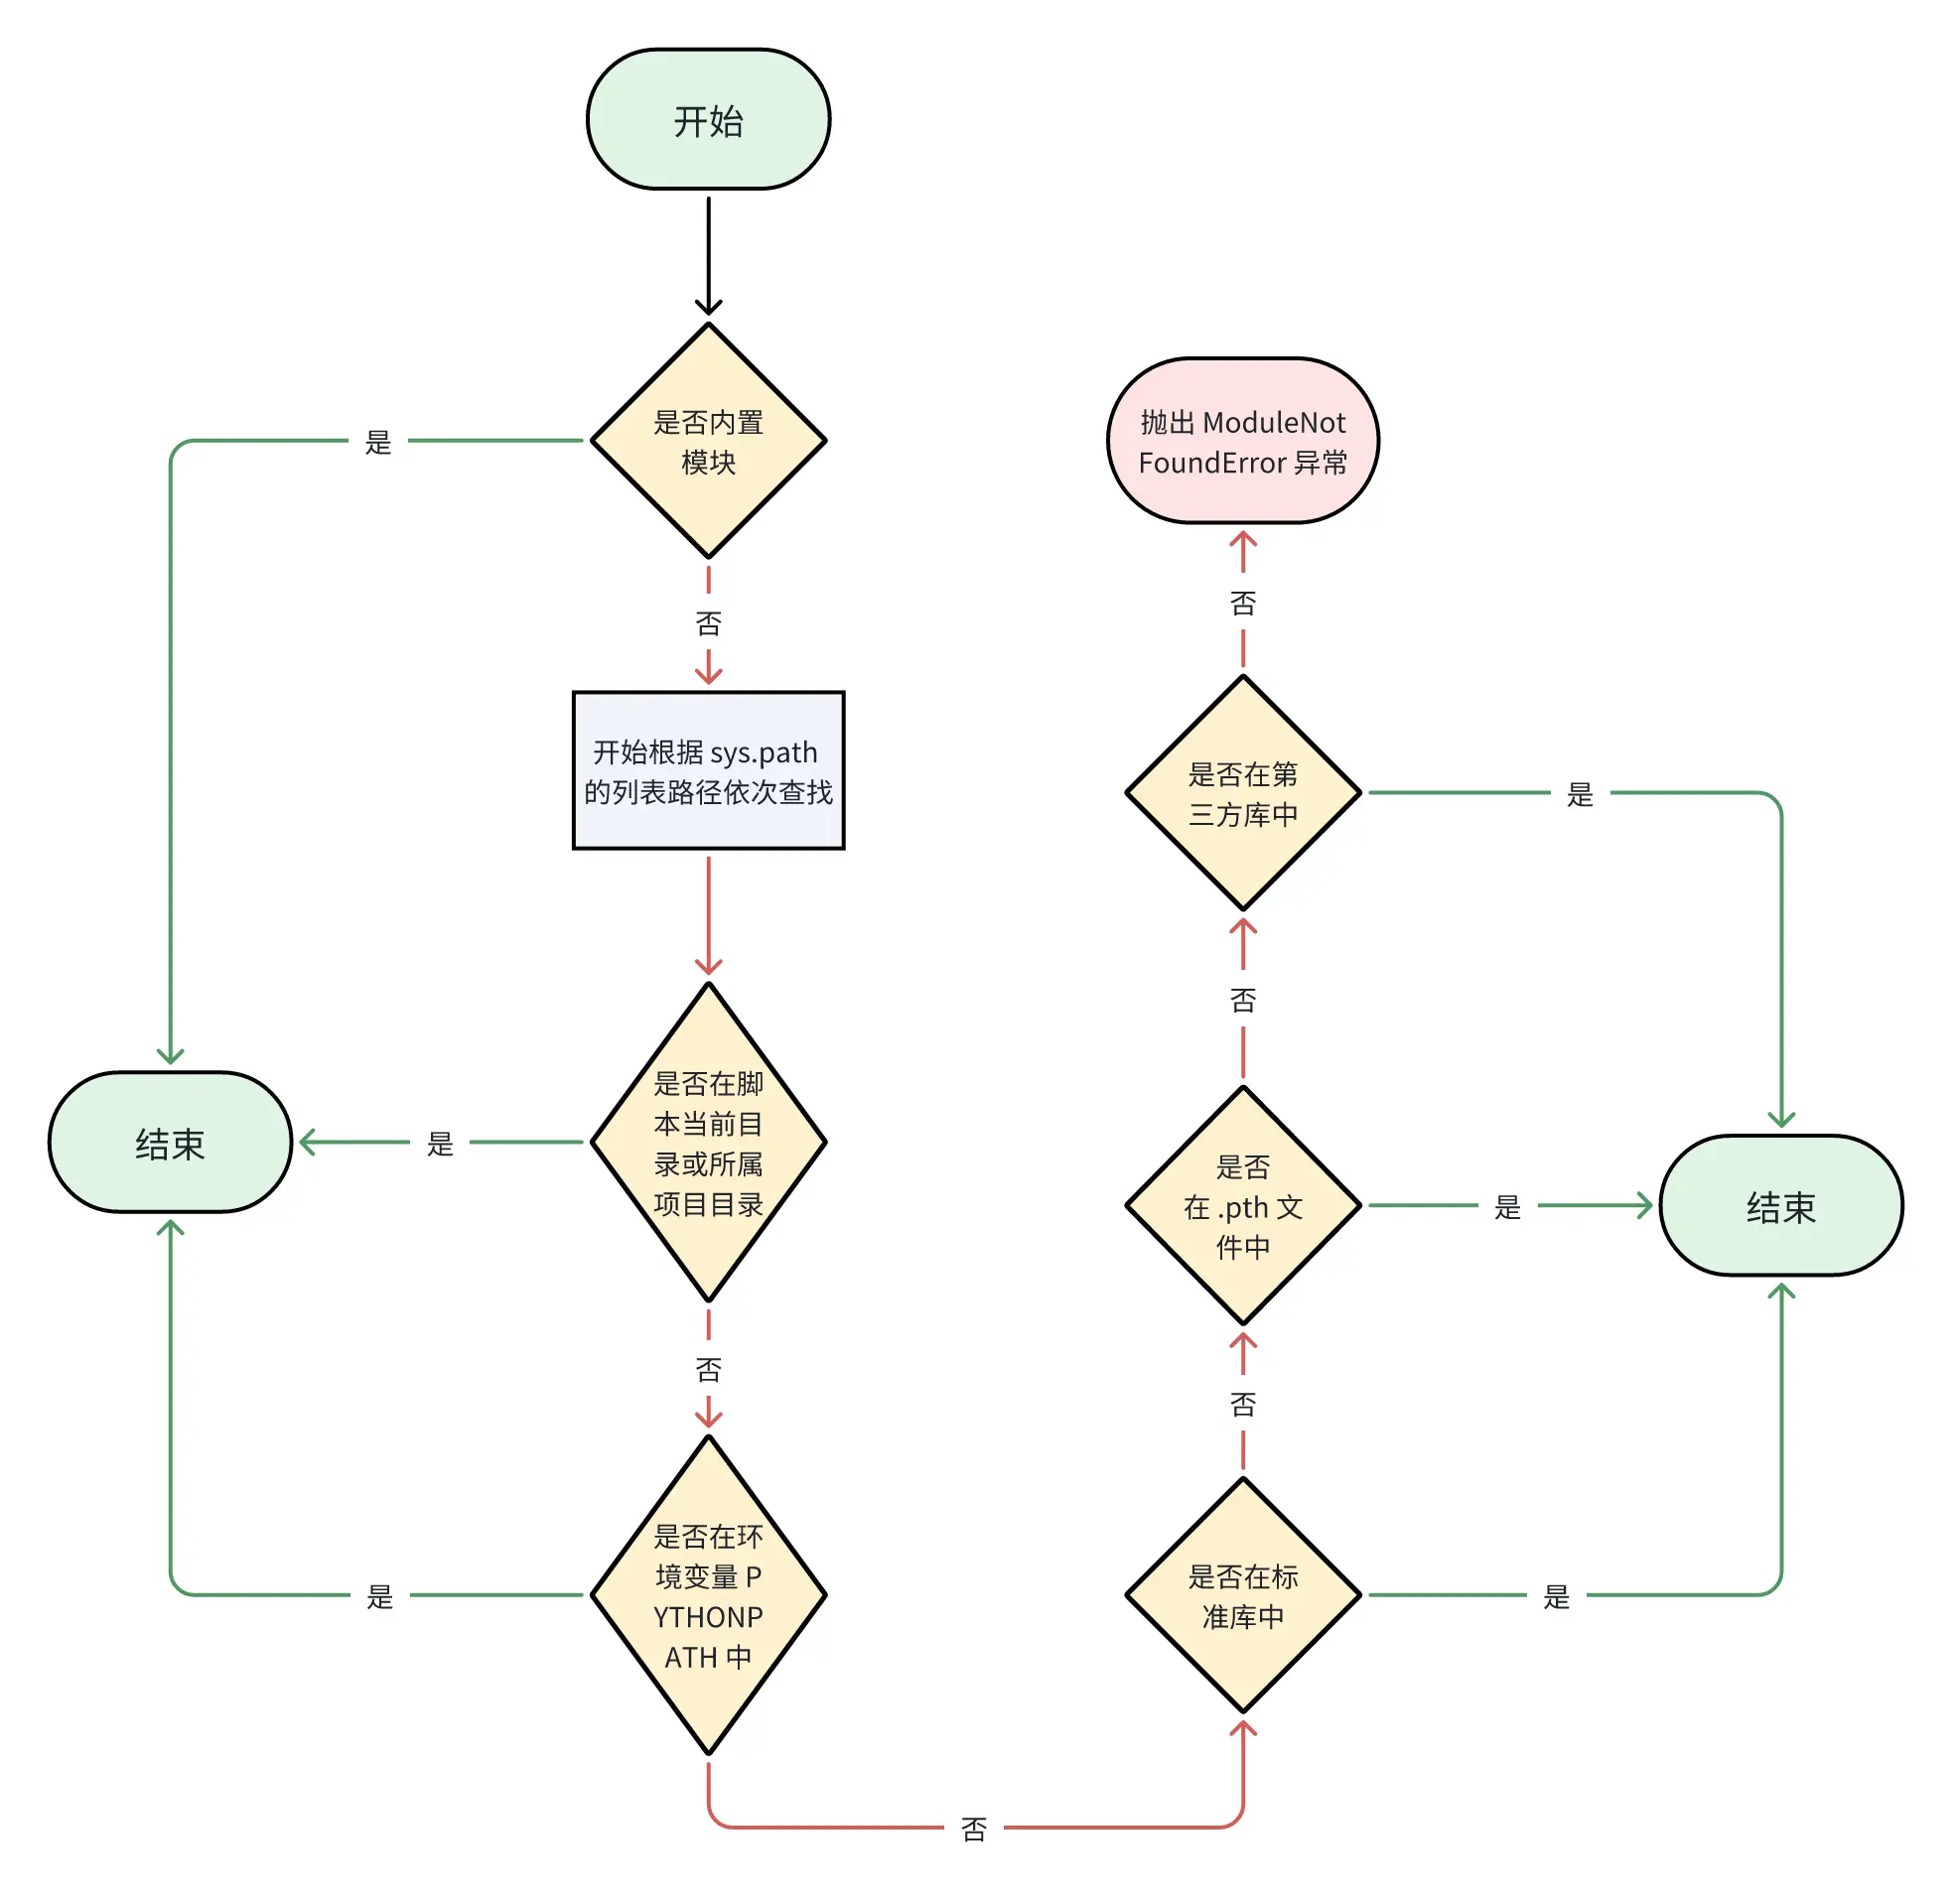 开始
是否内置
模块
是
否
开始根据 sys.path
的列表路径依次查找
是否在脚
本当前目
录或所属
项目目录
是
结束
否
是否在环
境变量 P
YTHONP
ATH 中
是
否
是否在标
准库中
是
否
是否
在 .pth 文
件中
是
结束
否
是否在第
三方库中
是
否
抛出 ModuleNot
FoundError 异常